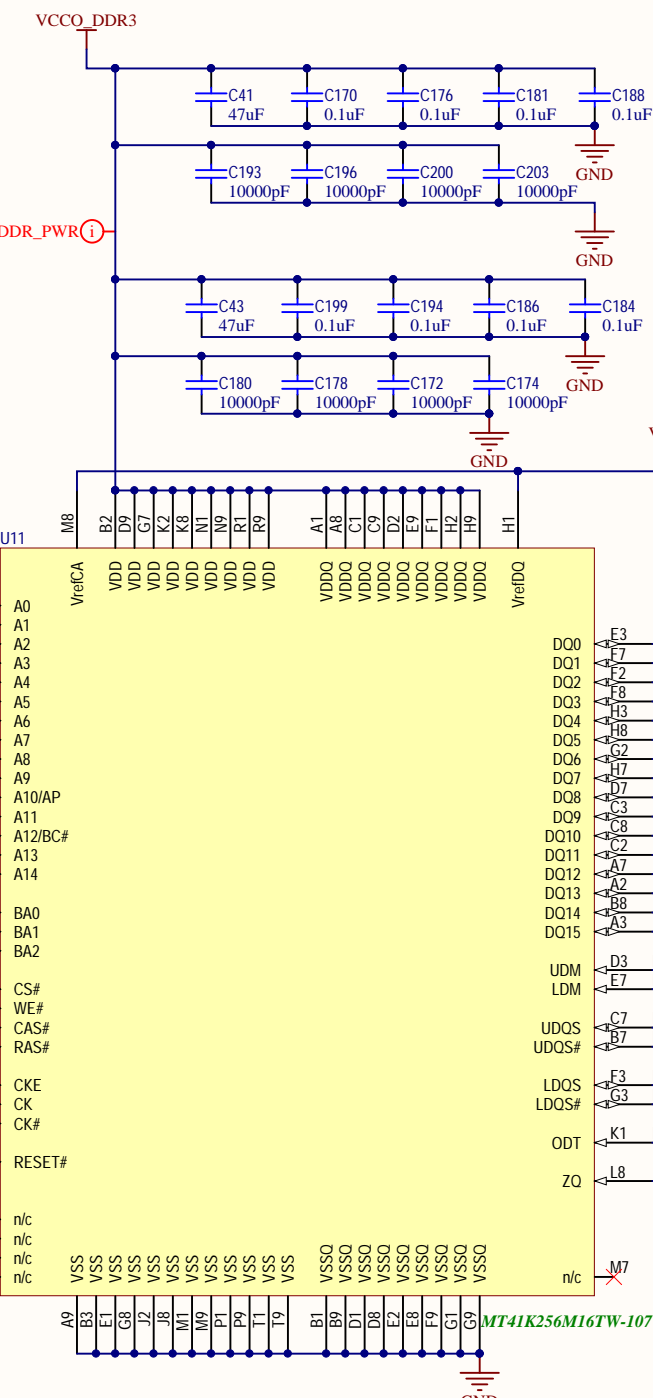 VCCO_DDR3
C41 C170 C176 C181 C188
47uF 0.1uF 0.1uF 0.1uF 0.1uF
GND
C193 C196 C200 C203
10000pF 10000pF 10000pF 10000pF
DDR_PWR i
GND
C43 C199 C194 C186 C184
47uF 0.1uF 0.1uF 0.1uF 0.1uF
GND
C180 C178 C172 C174
10000pF 10000pF 10000pF 10000pF
GND
M8 B2 D9 G7 K2 K8 N1 N9 R1 R9 A1 A8 C1 C9 D2 E9 F1 H2 H9 H1
U11
VrefCA VDD VDD VDD VDD VDD VDD VDD VDD VDD VDDQ VDDQ VDDQ VDDQ VDDQ VDDQ VDDQ VDDQ VDDQ VrefDQ
A0
A1
A2 DQ0 E3
A3 DQ1 F7
A4 DQ2 F2
A5 DQ3 F8
A6 DQ4 H3
A7 DQ5 H8
A8 DQ6 G2
A9 DQ7 H7
A10/AP DQ8 D7
A11 DQ9 C3
A12/BC# DQ10 C8
A13 DQ11 C2
A14 DQ12 A7
DQ13 A2
BA0 DQ14 B8
BA1 DQ15 A3
BA2
UDM D3
CS# LDM E7
WE#
CAS# UDQS C7
RAS# UDQS# B7
CKE LDQS F3
CK LDQS# G3
CK#
ODT K1
RESET#
ZQ L8
n/c
n/c
n/c
n/c n/c M7
VSS VSS VSS VSS VSS VSS VSS VSS VSS VSS VSS VSS VSSQ VSSQ VSSQ VSSQ VSSQ VSSQ VSSQ VSSQ VSSQ
A9 B3 E1 G8 J2 J8 M1 M9 P1 P9 T1 T9 B1 B9 D1 D8 E2 E8 F9 G1 G9
MT41K256M16TW-107
GND